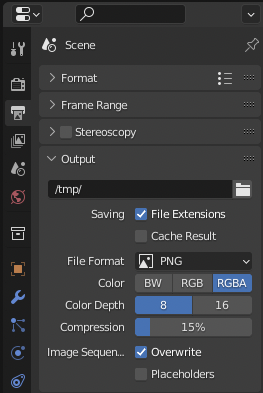 Scene
Format
Frame Range
Stereoscopy
Output
/tmp/
Saving File Extensions
Cache Result
File Format PNG
Color BW RGB RGBA
Color Depth 8 16
Compression 15%
Image Sequen... Overwrite
Placeholders